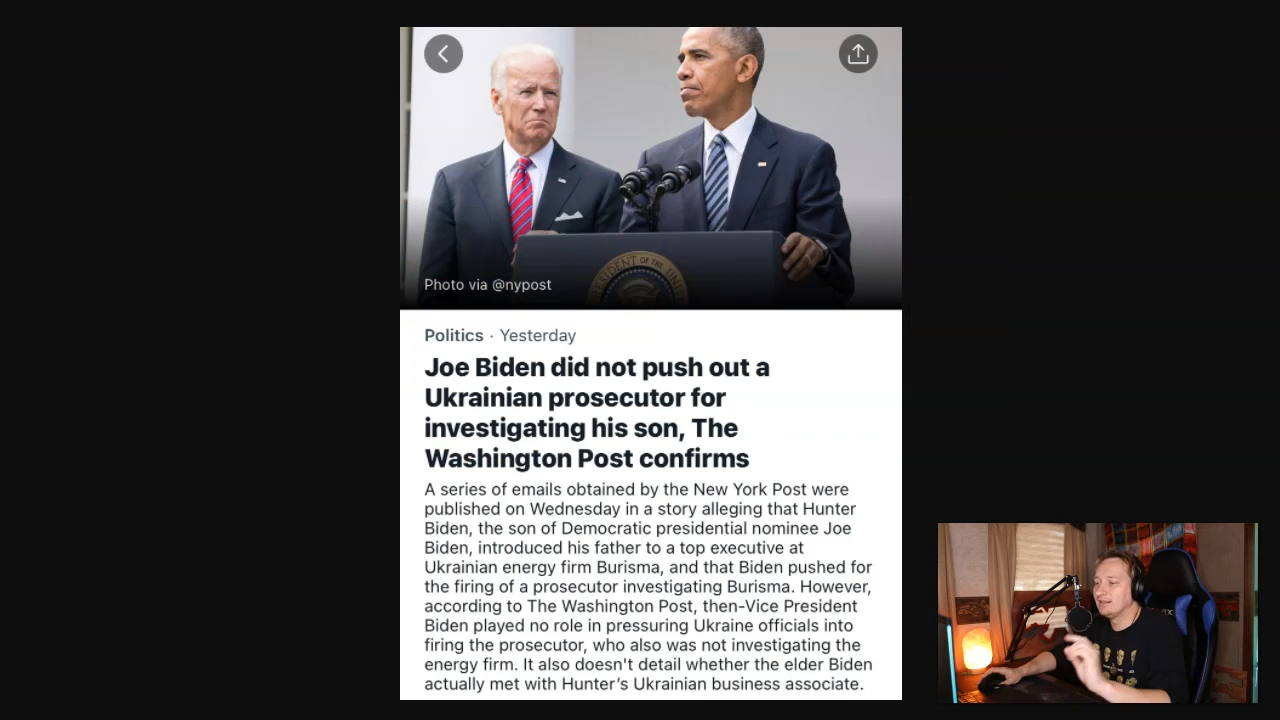 Photo via @nypost
PRESIDENT OF THE UNITED
Politics · Yesterday
Joe Biden did not push out a
Ukrainian prosecutor for
investigating his son, The
Washington Post confirms
A series of emails obtained by the New York Post were
published on Wednesday in a story alleging that Hunter
Biden, the son of Democratic presidential nominee Joe
Biden, introduced his father to a top executive at
Ukrainian energy firm Burisma, and that Biden pushed for
the firing of a prosecutor investigating Burisma. However,
according to The Washington Post, then-Vice President
Biden played no role in pressuring Ukraine officials into
firing the prosecutor, who also was not investigating the
energy firm. It also doesn't detail whether the elder Biden
actually met with Hunter’s Ukrainian business associate.